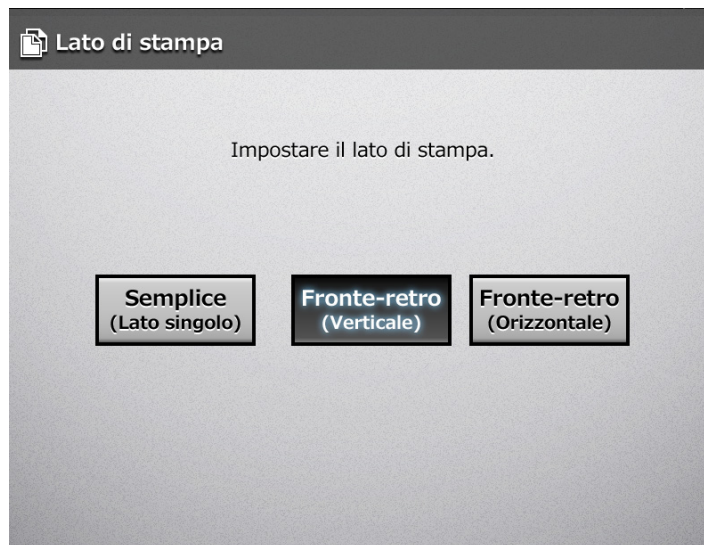 Lato di stampa
Impostare il lato di stampa.
Semplice
(Lato singolo)
Fronte-retro
(Verticale)
Fronte-retro
(Orizzontale)